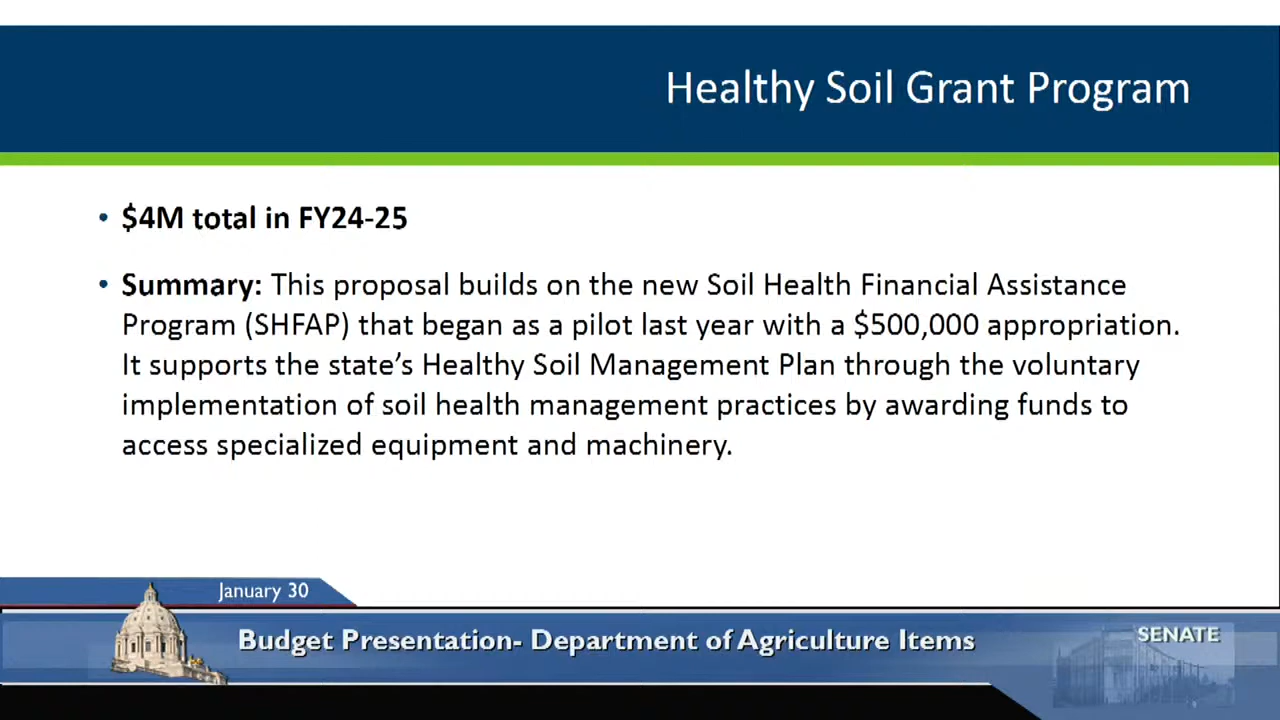 Healthy Soil Grant Program
• $4M total in FY24-25
• Summary: This proposal builds on the new Soil Health Financial Assistance
Program (SHFAP) that began as a pilot last year with a $500,000 appropriation.
It supports the state’s Healthy Soil Management Plan through the voluntary
implementation of soil health management practices by awarding funds to
access specialized equipment and machinery.
January 30
Budget Presentation- Department of Agriculture Items
SENATE